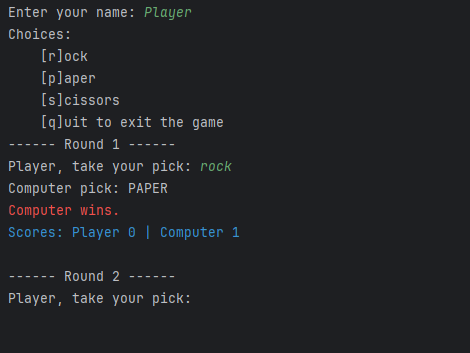 Enter your name: Player
Choices:
[r]ock
[p]aper
[s]cissors
[q]uit to exit the game
------ Round 1 ------
Player, take your pick: rock
Computer pick: PAPER
Computer wins.
Scores: Player 0 | Computer 1
------ Round 2 ------
Player, take your pick: